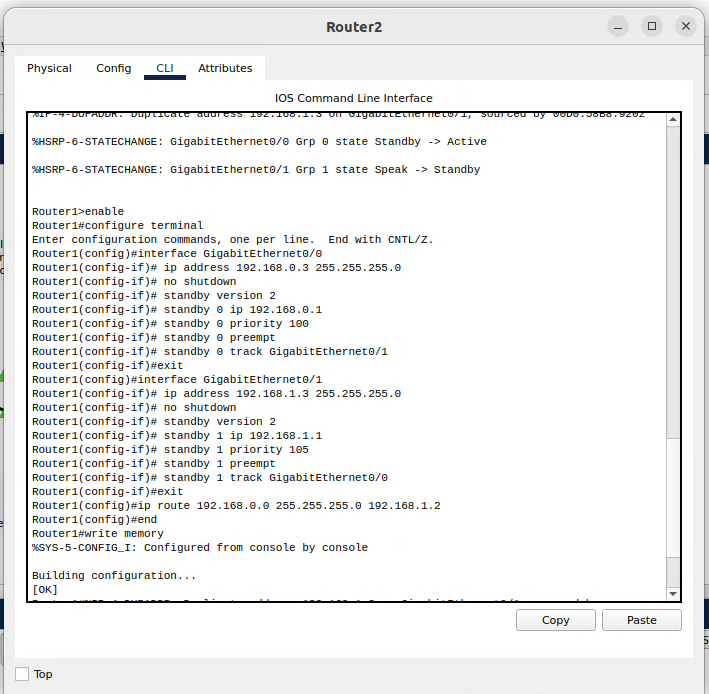 Router2
Physical Config CLI Attributes
IOS Command Line Interface
%IP-4-DUPADDR: Duplicate address 192.168.1.3 on GigabitEthernet0/1, sourced by 00D0.58B8.9202
%HSRP-6-STATECHANGE: GigabitEthernet0/0 Grp 0 state Standby -> Active
%HSRP-6-STATECHANGE: GigabitEthernet0/1 Grp 1 state Speak -> Standby
Router1>enable
Router1#configure terminal
Enter configuration commands, one per line.  End with CNTL/Z.
Router1(config)#interface GigabitEthernet0/0
Router1(config-if)# ip address 192.168.0.3 255.255.255.0
Router1(config-if)# no shutdown
Router1(config-if)# standby version 2
Router1(config-if)# standby 0 ip 192.168.0.1
Router1(config-if)# standby 0 priority 100
Router1(config-if)# standby 0 preempt
Router1(config-if)# standby 0 track GigabitEthernet0/1
Router1(config-if)#exit
Router1(config)#interface GigabitEthernet0/1
Router1(config-if)# ip address 192.168.1.3 255.255.255.0
Router1(config-if)# no shutdown
Router1(config-if)# standby version 2
Router1(config-if)# standby 1 ip 192.168.1.1
Router1(config-if)# standby 1 priority 105
Router1(config-if)# standby 1 preempt
Router1(config-if)# standby 1 track GigabitEthernet0/0
Router1(config-if)#exit
Router1(config)#ip route 192.168.0.0 255.255.255.0 192.168.1.2
Router1(config)#end
Router1#write memory
%SYS-5-CONFIG_I: Configured from console by console
Building configuration...
[OK]
Copy Paste
Top